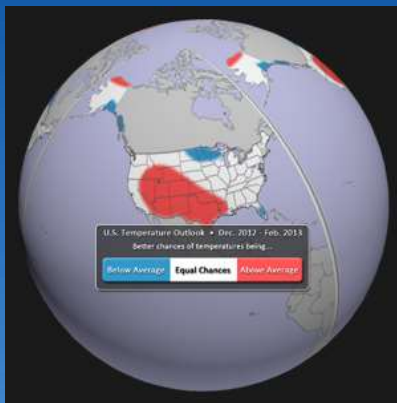 U.S. Temperature Outlook • Dec. 2012 - Feb. 2013
Better chances of temperatures being...
Below Average Equal Chances Above Average